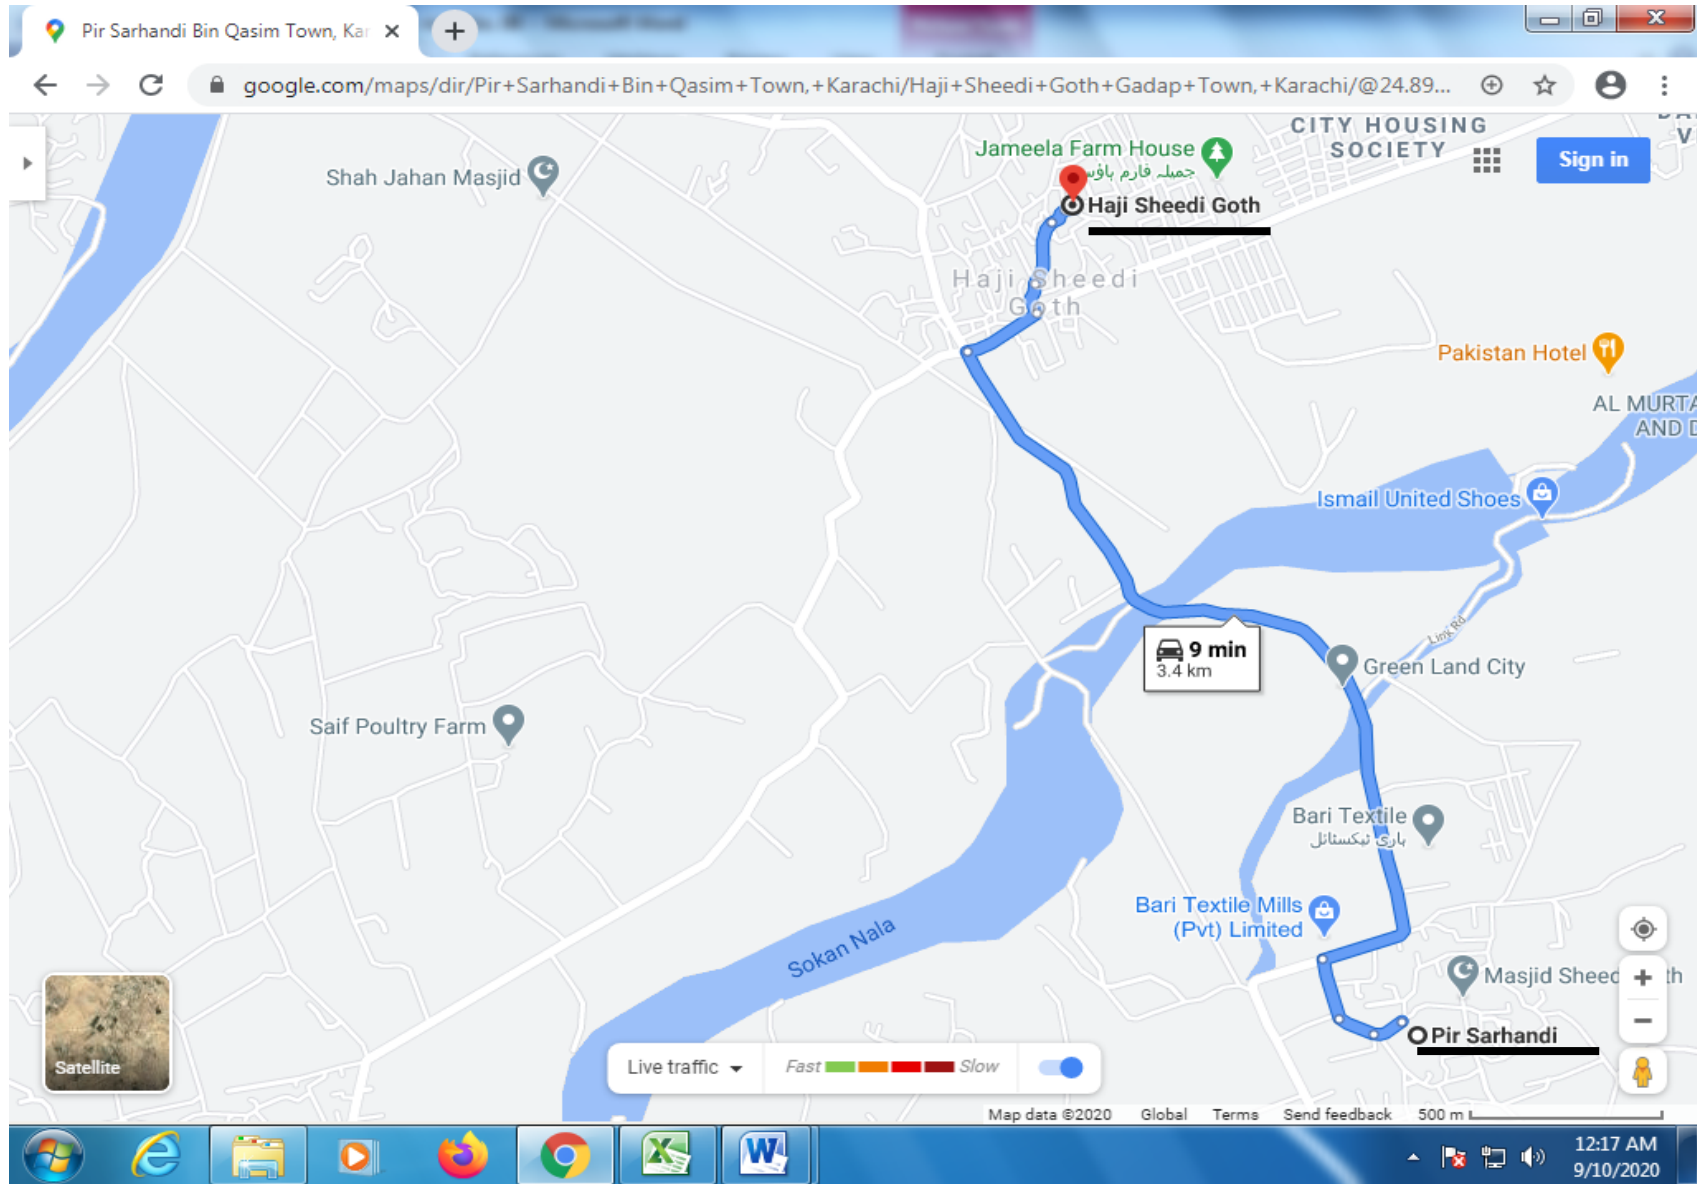 Pir Sarhandi Bin Qasim Town, Kar
google.com/maps/dir/Pir+Sarhandi+Bin+Qasim+Town,+Karachi/Haji+Sheedi+Goth+Gadap+Town,+Karachi/@24.89...
CITY HOUSING
SOCIETY
V
Sign in
Jameela Farm House
جمیلہ فارم ہاؤس
Shah Jahan Masjid
Haji Sheedi Goth
Haji Sheedi
Goth
Pakistan Hotel
AL MURTA
AND D
Ismail United Shoes
Link Rd
9 min
3.4 km
Green Land City
Saif Poultry Farm
Bari Textile
باری ٹیکسٹائل
Bari Textile Mills
(Pvt) Limited
Sokan Nala
Masjid Sheed th
Pir Sarhandi
Satellite
Live traffic
Fast Slow
Map data ©2020 Global Terms Send feedback 500 m
12:17 AM
9/10/2020